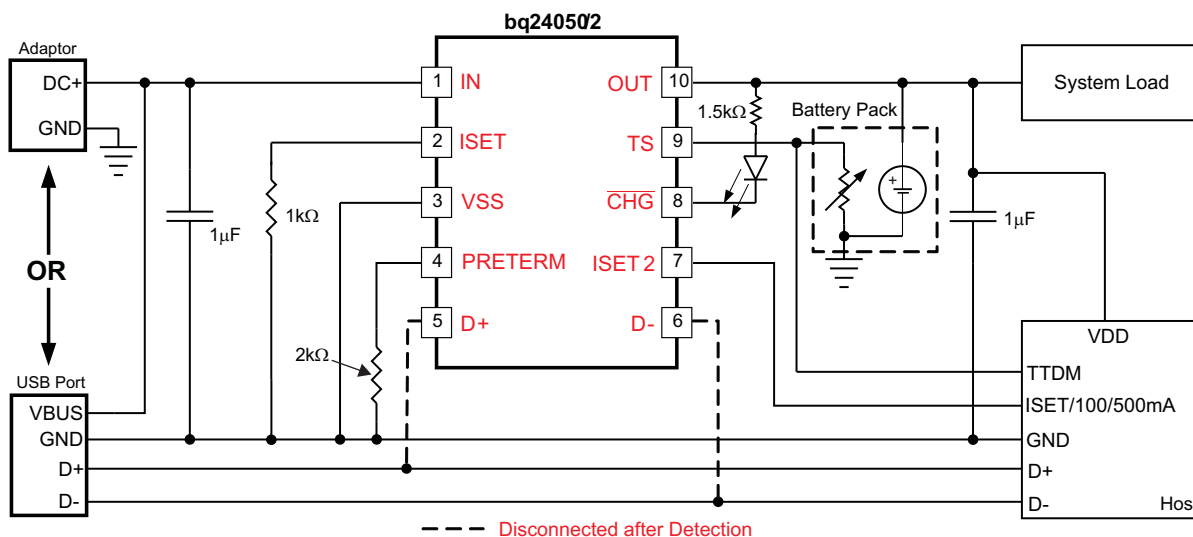 bq24050/2
Adaptor
DC+
GND
OR
USB Port
VBUS
GND
D+
D-
1μF
1kΩ
2kΩ
1 IN
2 ISET
3 VSS
4 PRETERM
5 D+
OUT 10
TS 9
CHG 8
ISET2 7
D- 6
1.5kΩ
Battery Pack
+
1μF
System Load
VDD
TTDM
ISET/100/500mA
GND
D+
D-
Hos
Disconnected after Detection